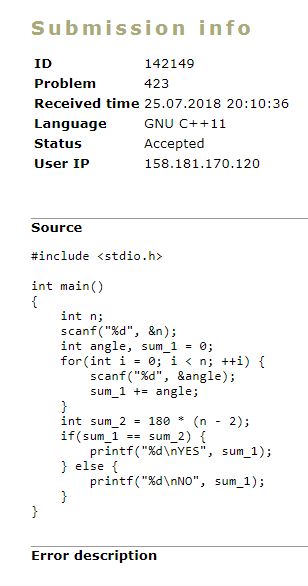 Submission info
ID 142149
Problem 423
Received time 25.07.2018 20:10:36
Language GNU C++11
Status Accepted
User IP 158.181.170.120
Source
#include <stdio.h>
int main()
{
    int n;
    scanf("%d", &n);
    int angle, sum_1 = 0;
    for(int i = 0; i < n; ++i) {
        scanf("%d", &angle);
        sum_1 += angle;
    }
    int sum_2 = 180 * (n - 2);
    if(sum_1 == sum_2) {
        printf("%d\nYES", sum_1);
    } else {
        printf("%d\nNO", sum_1);
    }
}
Error description